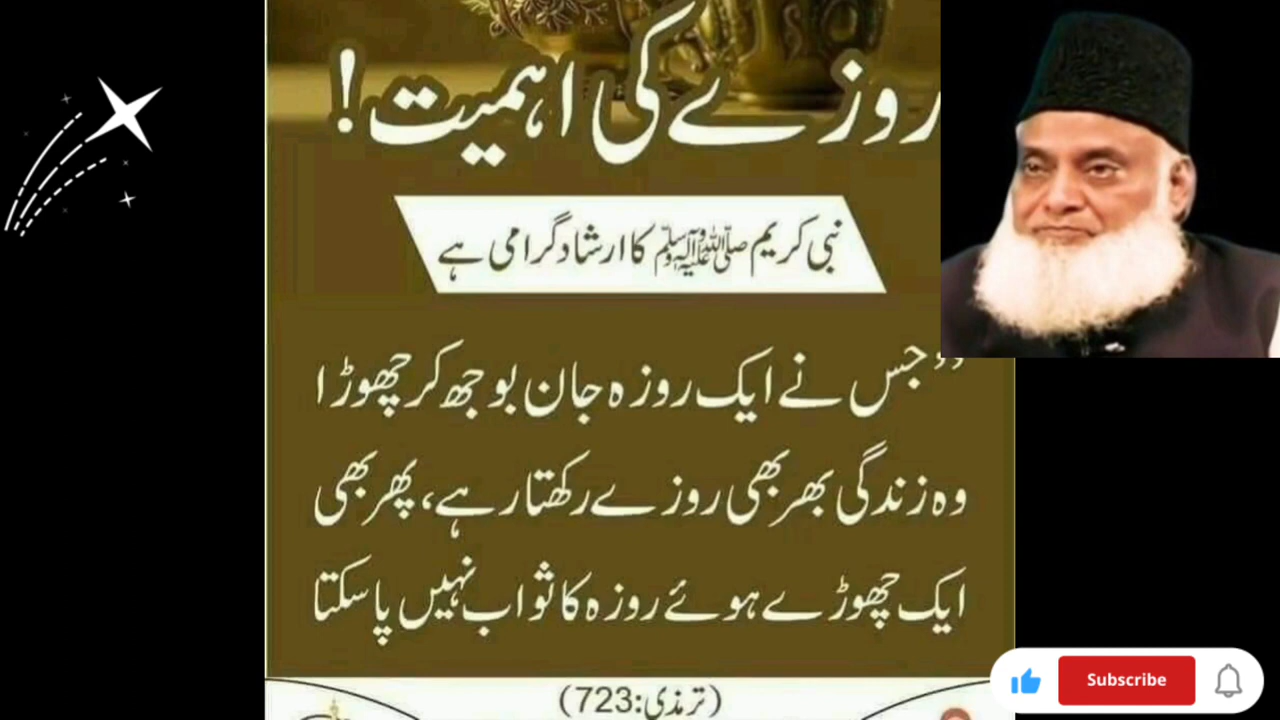 روزے کی اہمیت!
نبی کریم صلی اللہ علیہ وآلہ وسلم کا ارشاد گرامی ہے
”جس نے ایک روزہ جان بوجھ کر چھوڑا
وہ زندگی بھر بھی روزے رکھتا رہے، پھر بھی
ایک چھوڑے ہوئے روزہ کا ثواب نہیں پا سکتا
(ترمذی:723)
Subscribe